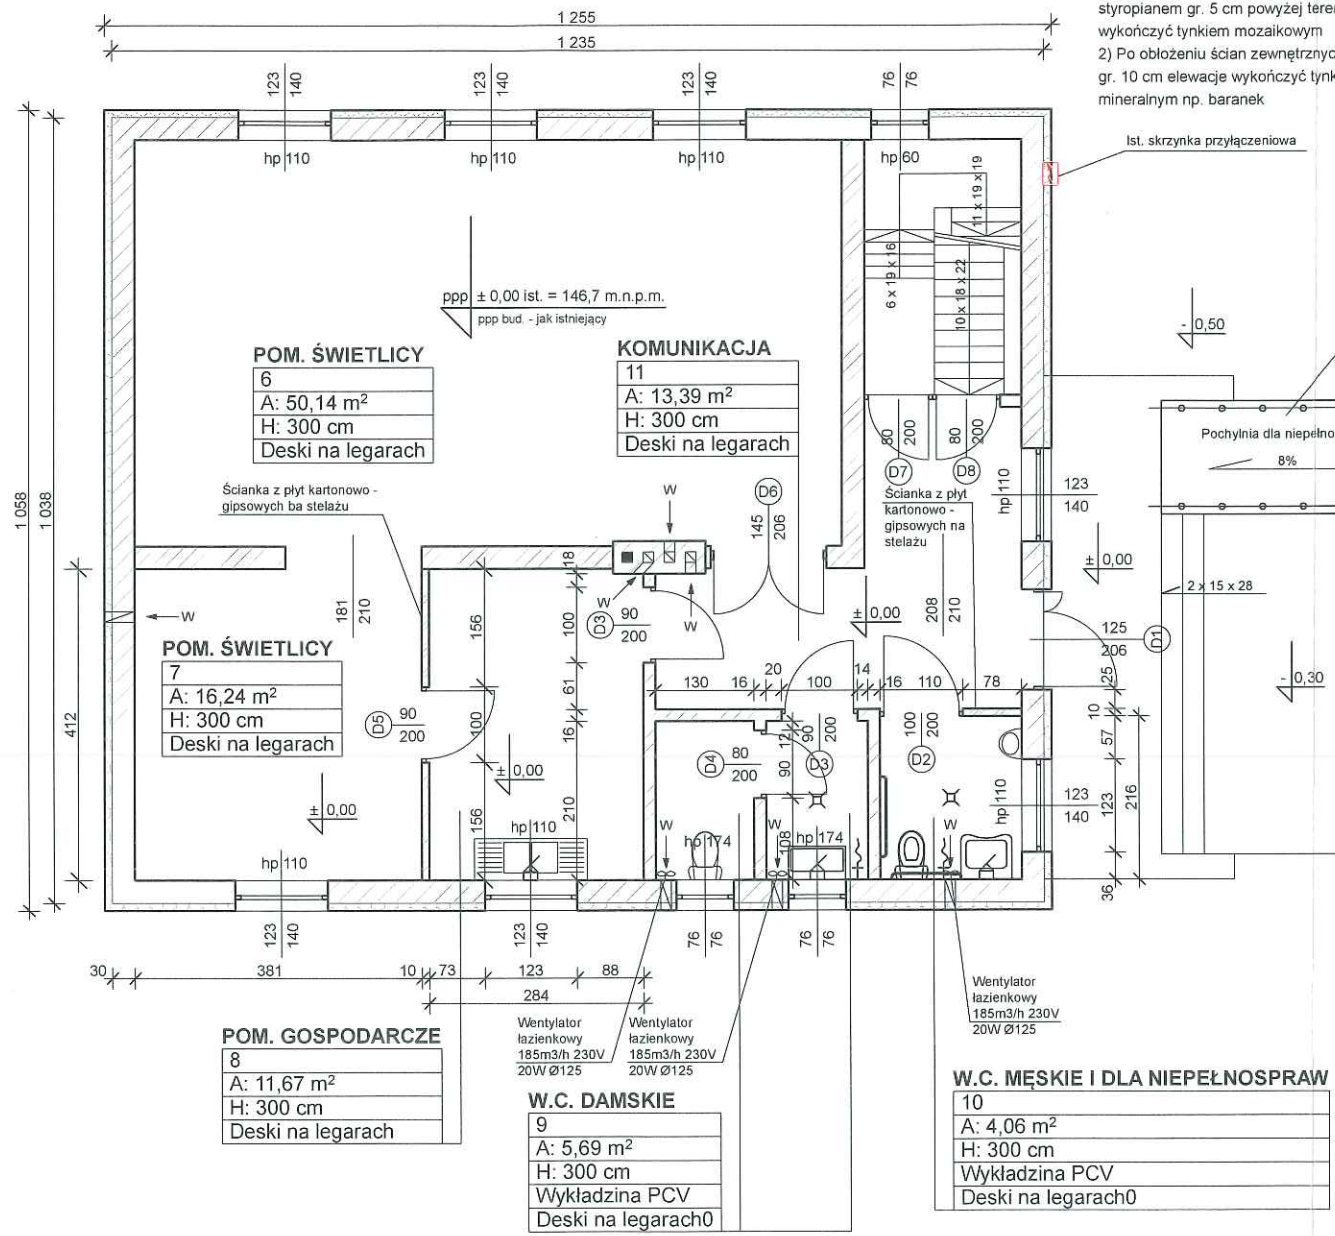 styropianem gr. 5 cm powyżej
wykończyć tynkiem mozaikowym
2) Po obłożeniu ścian
gr. 10 cm elewacje wykończyć
mineralnym np. baranek
Ist. skrzynka przyłączeniowa
1 255
1 235
123
140
123
140
123
140
76
76
hp 110
hp 110
hp 110
hp 60
11 x 19 x 19
6 x 19 x 16
10 x 18 x 22
ppp ± 0,00 ist. = 146,7 m.n.p.m.
ppp bud. - jak istniejący
- 0,50
POM. ŚWIETLICY
6
A: 50,14 m²
H: 300 cm
Deski na legarach
KOMUNIKACJA
11
A: 13,39 m²
H: 300 cm
Deski na legarach
80
200
D7
80
200
D8
Pochylnia dla
8%
1 058
1 038
Ścianka z płyt kartonowo -
gipsowych ba stelażu
W
D6
145
206
Ścianka z płyt
kartonowo -
gipsowych na
stelażu
hp 110
123
140
± 0,00
2 x 15 x 28
W
181
210
156
18
100
W
D3
90
200
W
± 0,00
208
210
125
206
D1
- 0,30
POM. ŚWIETLICY
7
A: 16,24 m²
H: 300 cm
Deski na legarach
412
D5
90
200
100
61
16
130
16
20
100
14
16
110
78
25
10
57
123
216
36
D4
80
200
12
90
90
200
D3
100
200
D2
± 0,00
± 0,00
156
210
hp 110
hp 110
W
hp 174
W
108
hp 174
W
hp 110
123
140
123
140
123
140
76
76
76
76
30
381
10
73
123
88
284
Wentylator
łazienkowy
185m3/h 230V
20W Ø125
Wentylator
łazienkowy
185m3/h 230V
20W Ø125
Wentylator
łazienkowy
185m3/h 230V
20W Ø125
POM. GOSPODARCZE
8
A: 11,67 m²
H: 300 cm
Deski na legarach
W.C. DAMSKIE
9
A: 5,69 m²
H: 300 cm
Wykładzina PCV
Deski na legarach0
W.C. MĘSKIE I DLA NIEPEŁNOSPRAW
10
A: 4,06 m²
H: 300 cm
Wykładzina PCV
Deski na legarach0